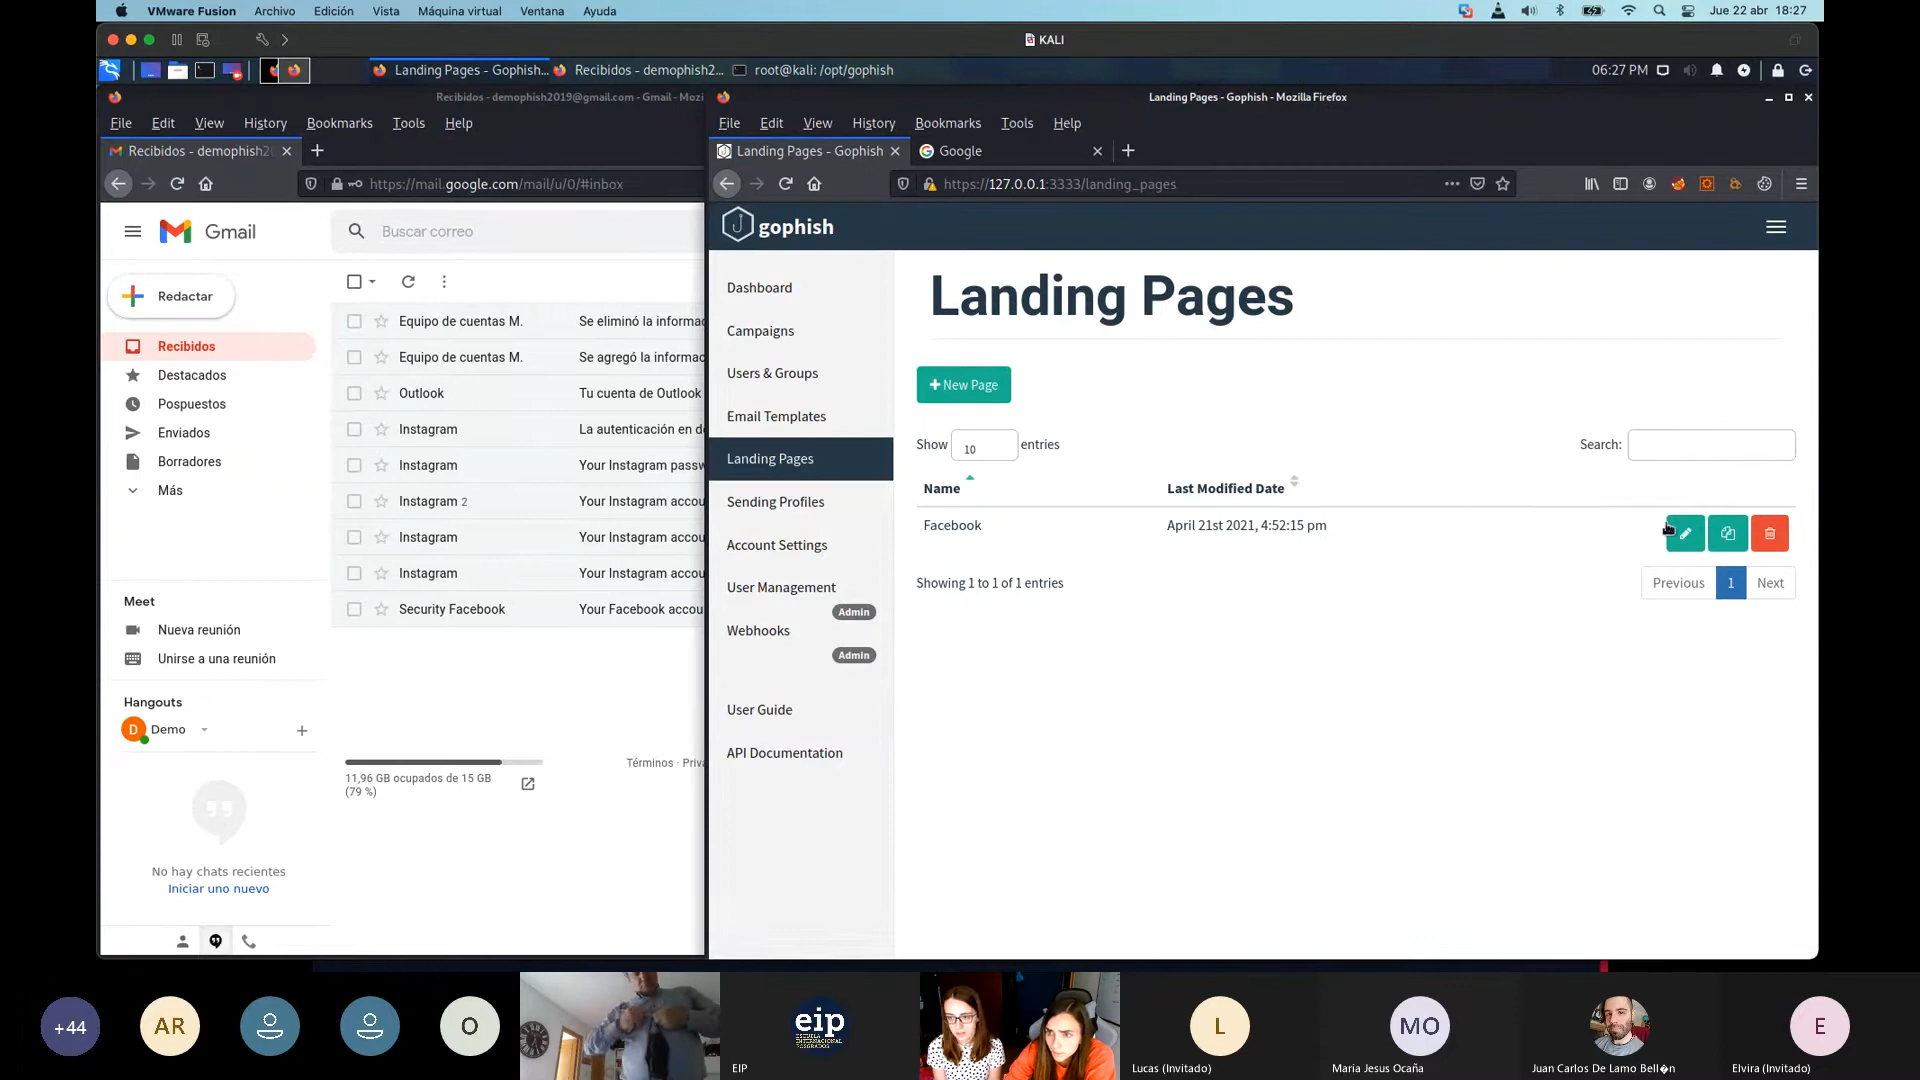 VMware Fusion Archivo Edición Vista Máquina virtual Ventana Ayuda Jue 22 abr 18:27
KALI
Landing Pages - Gophish... Recibidos - demophish2... root@kali: /opt/gophish 06:27 PM
Recibidos - demophish2019@gmail.com - Gmail - Mozi
File Edit View History Bookmarks Tools Help
Recibidos - demophish20
https://mail.google.com/mail/u/0/#inbox
Gmail
Buscar correo
Redactar
Recibidos
Destacados
Pospuestos
Enviados
Borradores
Más
Equipo de cuentas M. Se eliminó la informac
Equipo de cuentas M. Se agregó la informac
Outlook Tu cuenta de Outlook
Instagram La autenticación en d
Instagram Your Instagram passw
Instagram 2 Your Instagram accou
Instagram Your Instagram accou
Instagram Your Instagram accou
Security Facebook Your Facebook accou
Meet
Nueva reunión
Unirse a una reunión
Hangouts
D Demo
11,96 GB ocupados de 15 GB
(79 %)
Términos · Priva
No hay chats recientes
Iniciar uno nuevo
Landing Pages - Gophish - Mozilla Firefox
File Edit View History Bookmarks Tools Help
Landing Pages - Gophish Google
https://127.0.0.1:3333/landing_pages
gophish
Dashboard
Campaigns
Users & Groups
Email Templates
Landing Pages
Sending Profiles
Account Settings
User Management
Admin
Webhooks
Admin
User Guide
API Documentation
Landing Pages
New Page
Show 10 entries Search:
Name Last Modified Date
Facebook April 21st 2021, 4:52:15 pm
Showing 1 to 1 of 1 entries Previous 1 Next
+44 AR O eip L MO E
ESCUELA
INTERNACIONAL
POSGRADOS
EIP Lucas (Invitado) Maria Jesus Ocaña Juan Carlos De Lamo Bell�n Elvira (Invitado)